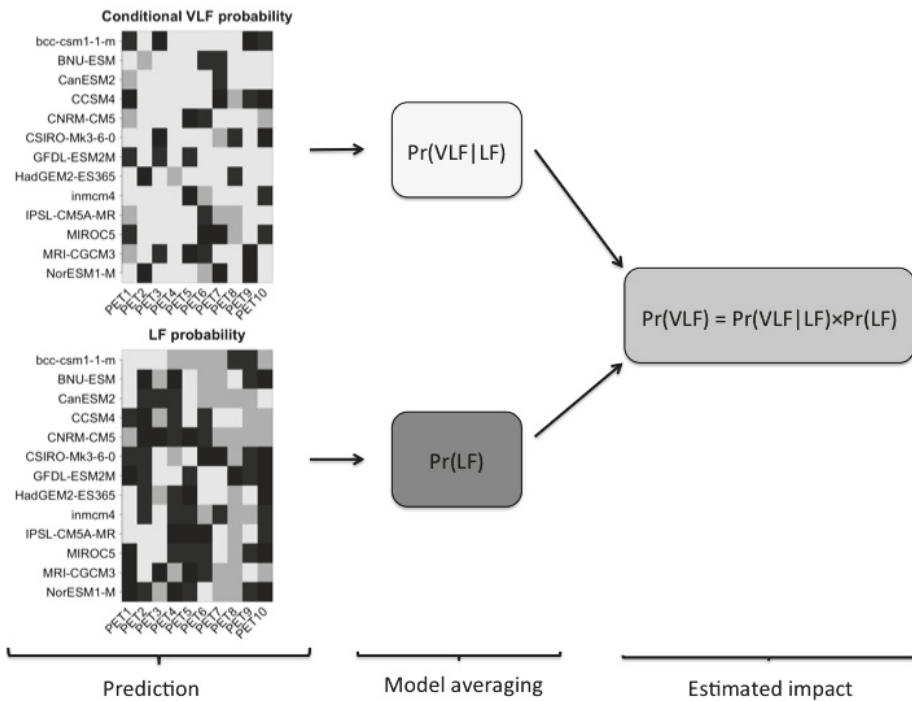 Conditional VLF probability
bcc-csm1-1-m
BNU-ESM
CanESM2
CCSM4
CNRM-CM5
CSIRO-Mk3-6-0
GFDL-ESM2M
HadGEM2-ES365
inmcm4
IPSL-CM5A-MR
MIROC5
MRI-CGCM3
NorESM1-M
PET1
PET2
PET3
PET4
PET5
PET6
PET7
PET8
PET9
PET10
LF probability
bcc-csm1-1-m
BNU-ESM
CanESM2
CCSM4
CNRM-CM5
CSIRO-Mk3-6-0
GFDL-ESM2M
HadGEM2-ES365
inmcm4
IPSL-CM5A-MR
MIROC5
MRI-CGCM3
NorESM1-M
PET1
PET2
PET3
PET4
PET5
PET6
PET7
PET8
PET9
PET10
Pr(VLF|LF)
Pr(LF)
Pr(VLF) = Pr(VLF|LF)×Pr(LF)
Prediction
Model averaging
Estimated impact